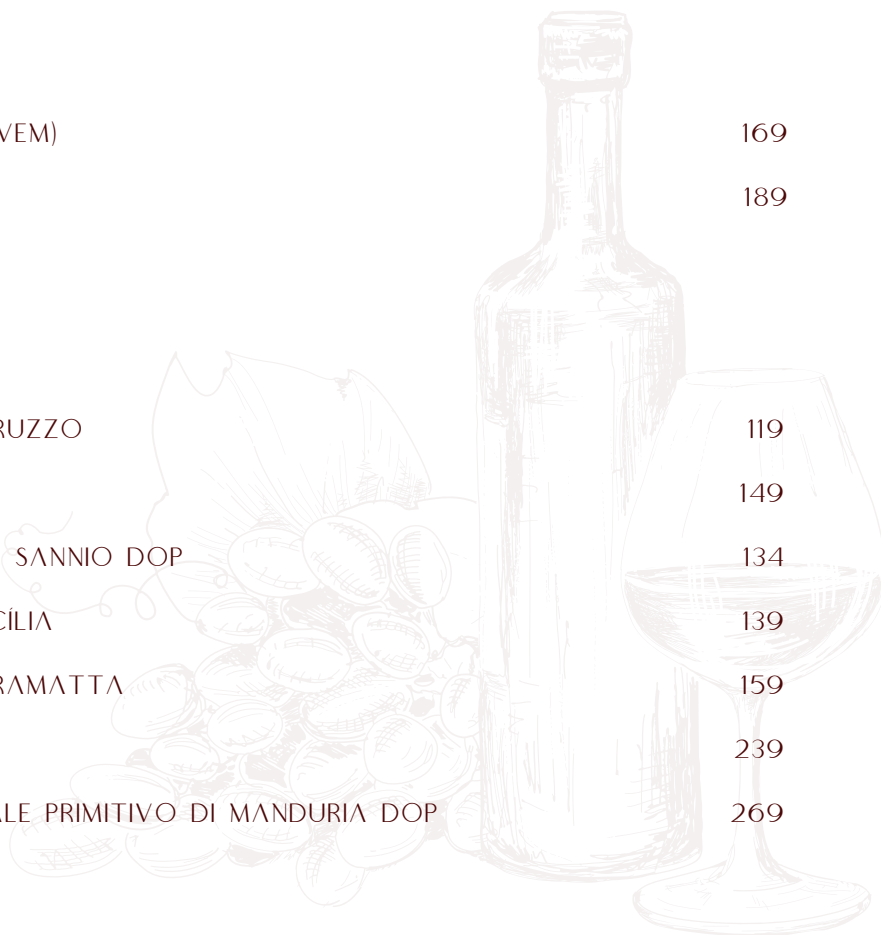 VEM) 169
189
RUZZO 119
149
SANNIO DOP 134
CÍLIA 139
RAMATTA 159
239
ALE PRIMITIVO DI MANDURIA DOP 269